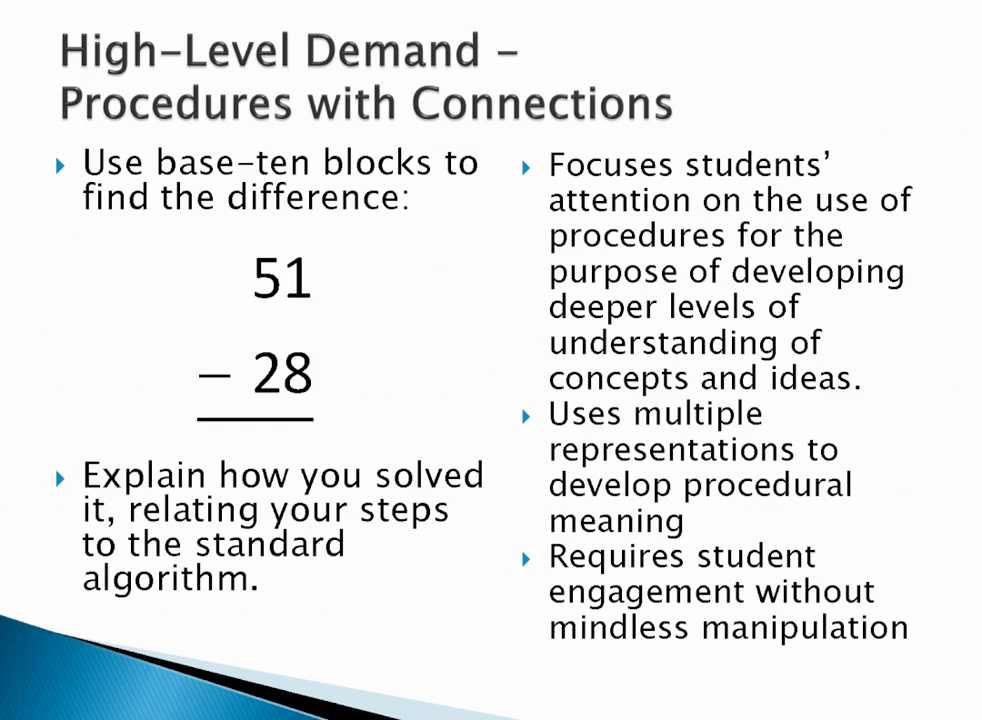 High-Level Demand –
Procedures with Connections
Use base-ten blocks to
find the difference:
51
– 28
Explain how you solved
it, relating your steps
to the standard
algorithm.
Focuses students’
attention on the use of
procedures for the
purpose of developing
deeper levels of
understanding of
concepts and ideas.
Uses multiple
representations to
develop procedural
meaning
Requires student
engagement without
mindless manipulation